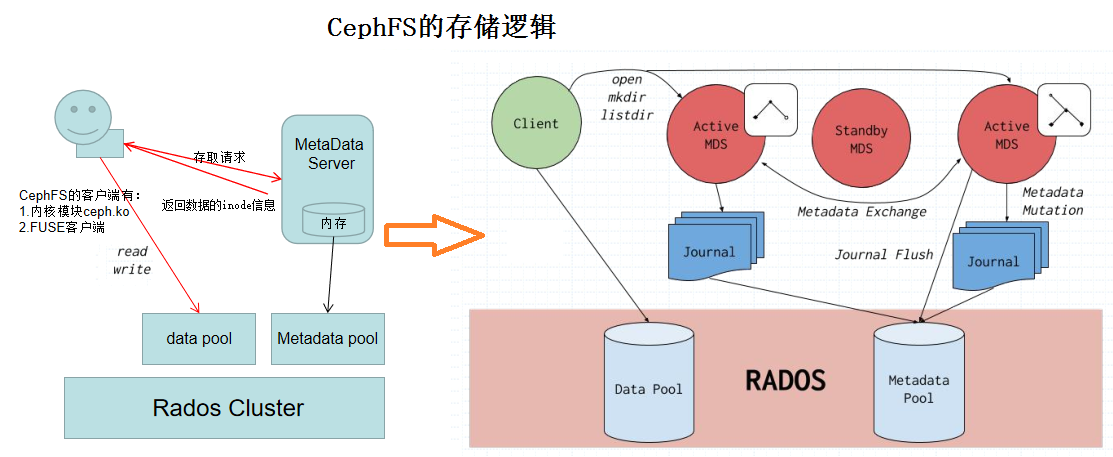 CephFS的存储逻辑
存取请求
MetaData
Server
CephFS的客户端有：
1.内核模块ceph.ko
2.FUSE客户端
返回数据的inode信息
内存
read
write
data pool
Metadata pool
Rados Cluster
open
mkdir
listdir
Client
Active
MDS
Standby
MDS
Active
MDS
Metadata Exchange
Metadata
Mutation
Journal
Journal Flush
Journal
Data Pool
RADOS
Metadata
Pool